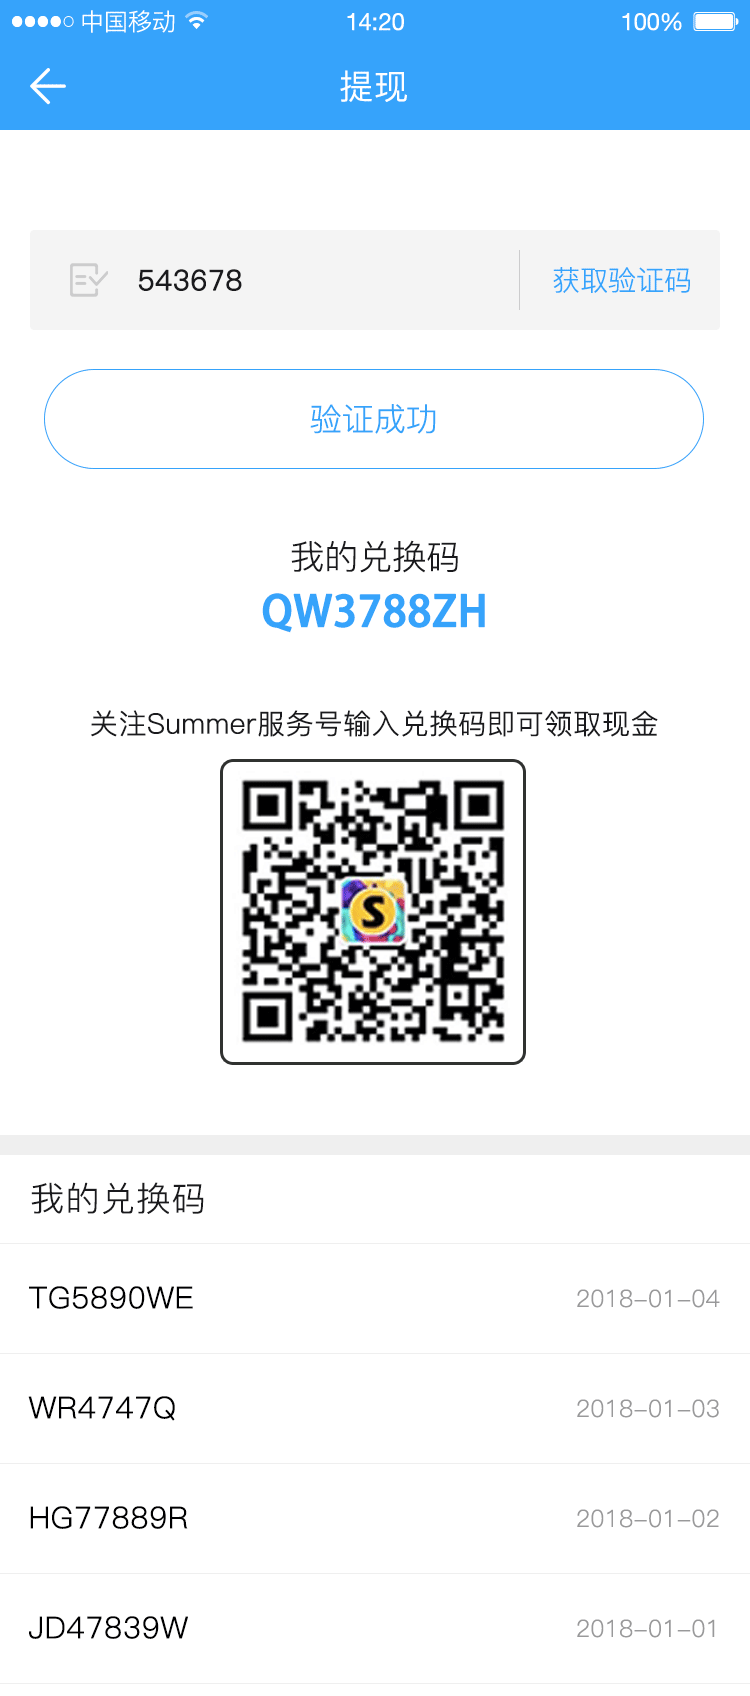 中国移动 14:20 100%
提现
543678 获取验证码
验证成功
我的兑换码
QW3788ZH
关注Summer服务号输入兑换码即可领取现金
S
我的兑换码
TG5890WE 2018-01-04
WR4747Q 2018-01-03
HG77889R 2018-01-02
JD47839W 2018-01-01